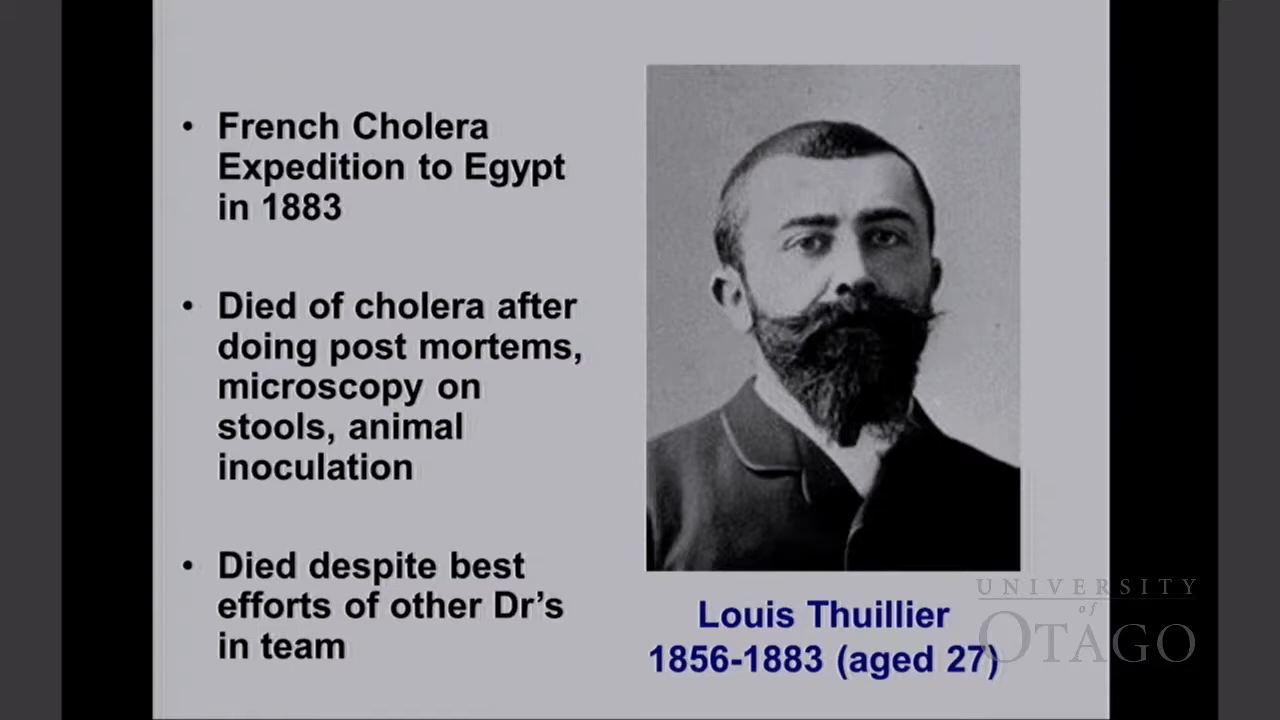 • French Cholera
Expedition to Egypt
in 1883
• Died of cholera after
doing post mortems,
microscopy on
stools, animal
inoculation
• Died despite best
efforts of other Dr’s
in team
Louis Thuillier
1856-1883 (aged 27)
UNIVERSITY
of
OTAGO